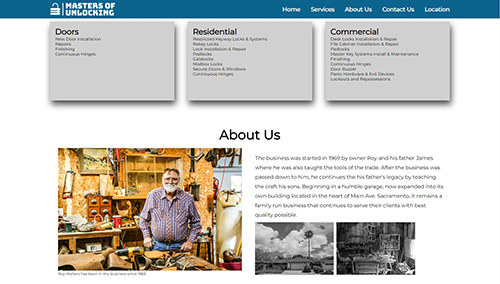 MASTERS OF
UNLOCKING
Home Services About Us Contact Us Location
Doors
New Door Installation
Repairs
Finishing
Continuous Hinges
Residential
Restricted Keyway Locks & Systems
Rekey Locks
Lock Installation & Repair
Padlocks
Gatelocks
Mailbox Locks
Secure Doors & Windows
Continuous Hinges
Commercial
Desk Locks Installation & Repair
File Cabinet Installation & Repair
Padlocks
Master Key Systems Install & Maintenance
Finishing
Continuous Hinges
Door Buzzer
Panic Hardware & Exit Devices
Lockouts and Repossessions
About Us
The business was started in 1969 by owner Roy and his father James
where he was also taught the tools of the trade. After the business was
passed down to him, he continues the his father's legacy by teaching
the craft his sons. Beginning in a humble garage, now expanded into its
own building located in the heart of Main Ave. Sacramento, it remains a
family run business that continues to serve their clients with best
quality possible.
Roy Walters has been in the business since 1969